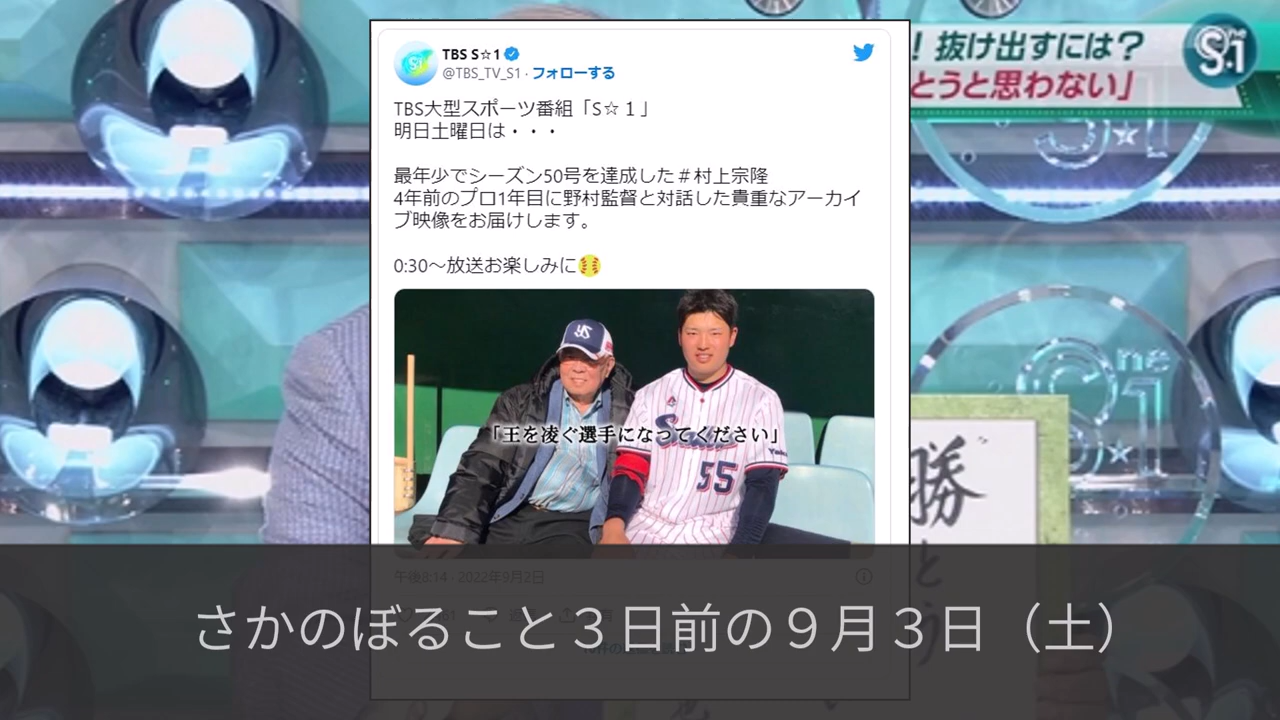 TBS S☆1
@TBS_TV_S1・フォローする
TBS大型スポーツ番組「S☆１」
明日土曜日は・・・
最年少でシーズン50号を達成した＃村上宗隆
4年前のプロ1年目に野村監督と対話した貴重なアーカイ
ブ映像をお届けします。
0:30～放送お楽しみに
「王を凌ぐ選手になってください」
55
午後8:14 · 2022年9月2日
！抜け出すには？
とうと思わない」
S☆1
勝
と
う
さかのぼること３日前の９月３日（土）